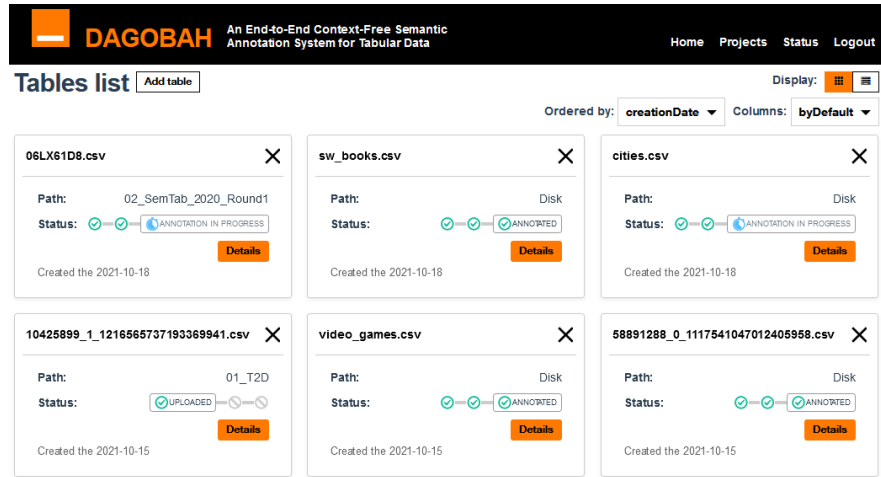 DAGOBAH
An End-to-End Context-Free Semantic
Annotation System for Tabular Data
Home Projects Status Logout
Tables list Add table
Display:
Ordered by: creationDate Columns: byDefault
06LX61D8.csv
Path: 02_SemTab_2020_Round1
Status: ANNOTATION IN PROGRESS
Details
Created the 2021-10-18
sw_books.csv
Path: Disk
Status: ANNOTATED
Details
Created the 2021-10-18
cities.csv
Path: Disk
Status: ANNOTATION IN PROGRESS
Details
Created the 2021-10-18
10425899_1_1216565737193369941.csv
Path: 01_T2D
Status: UPLOADED
Details
Created the 2021-10-15
video_games.csv
Path: Disk
Status: ANNOTATED
Details
Created the 2021-10-15
58891288_0_1117541047012405958.csv
Path: Disk
Status: ANNOTATED
Details
Created the 2021-10-15